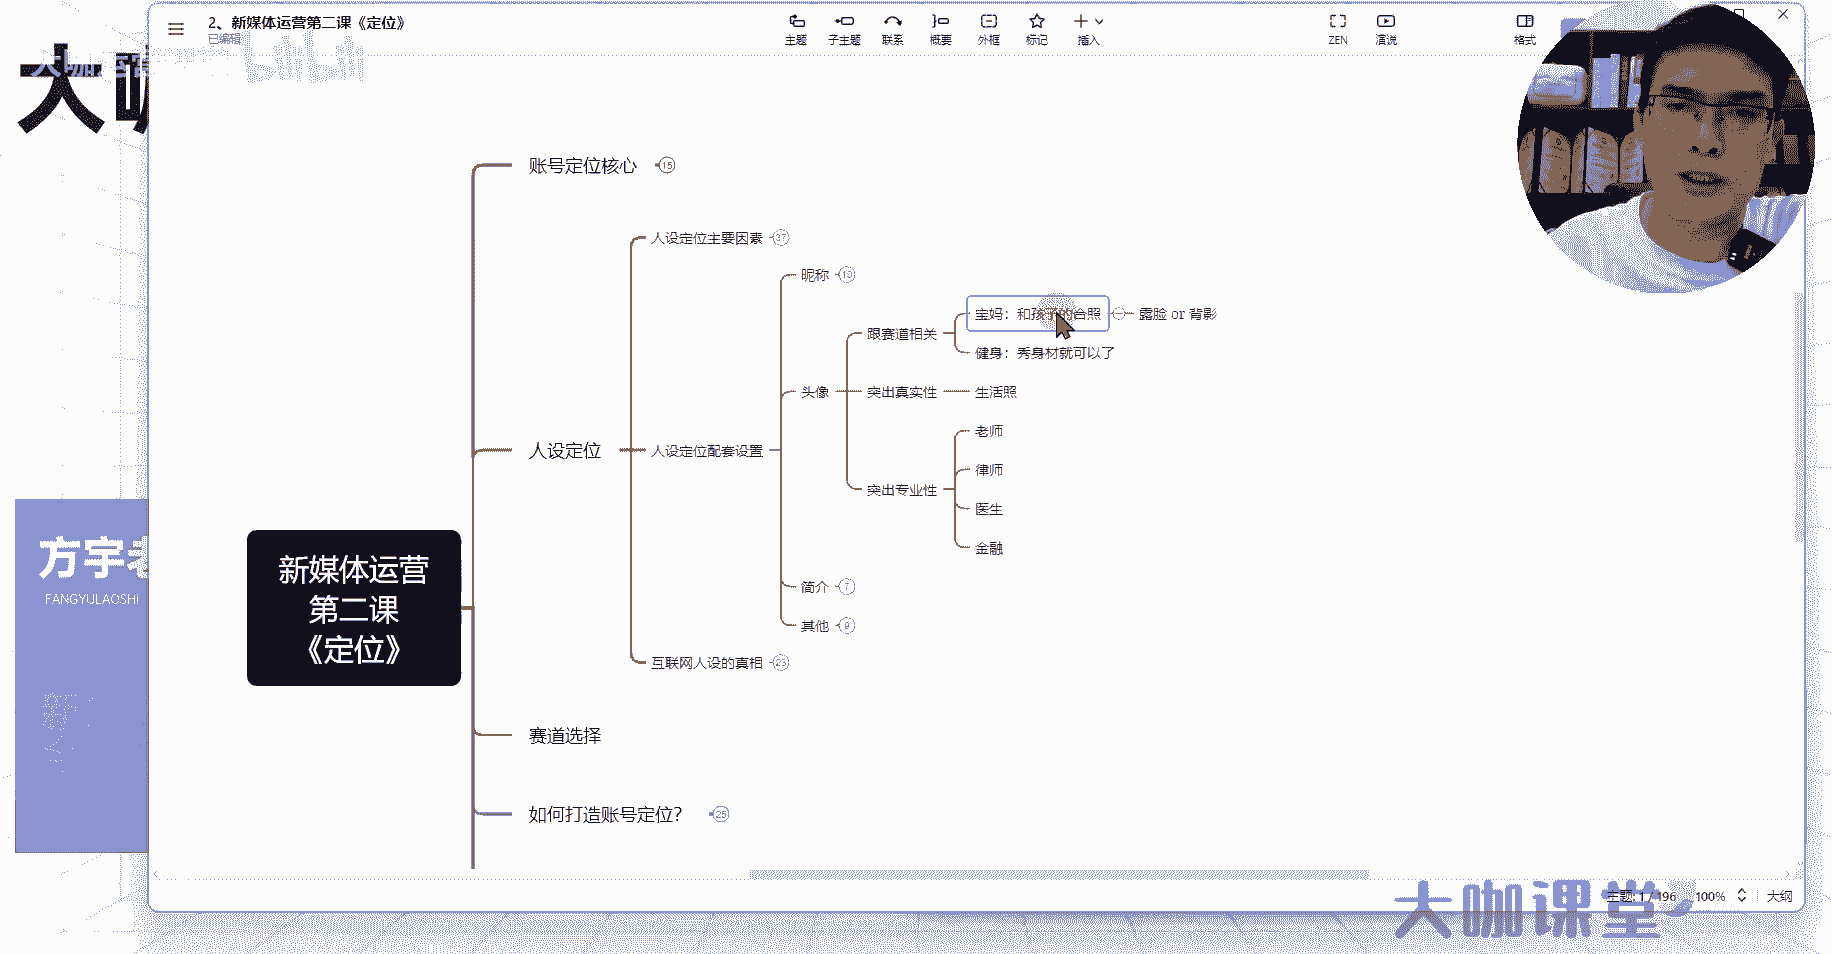 2、新媒体运营第二课《定位》
已编辑
主题
子主题
联系
概要
外框
标记
插入
ZEN
演说
格式
大咖运营
bilibili
大咖
账号定位核心 15
人设定位主要因素 37
昵称
宝妈：和孩子的合照
露脸 or 背影
跟赛道相关
健身：秀身材就可以了
头像
突出真实性
生活照
老师
人设定位
人设定位配套设置
律师
突出专业性
医生
金融
简介 7
其他 9
互联网人设的真相 23
新媒体运营
第二课
《定位》
赛道选择
如何打造账号定位？ 25
方宇老
FANGYULAOSHI
主题: 1 / 196
100%
大纲
大咖课堂